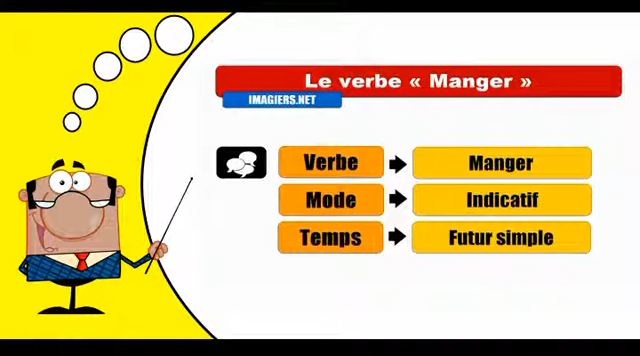 Le verbe « Manger »
IMAGIERS.NET
Verbe Manger
Mode Indicatif
Temps Futur simple